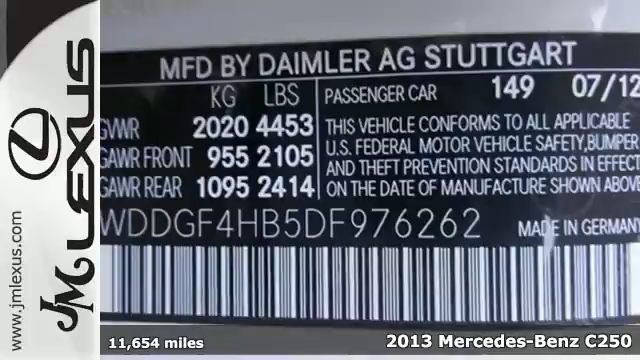 www.jmlexus.com
JM LEXUS
MFD BY DAIMLER AG STUTTGART
KG LBS
PASSENGER CAR 149 07/12
GVWR 2020 4453
GAWR FRONT 955 2105
GAWR REAR 1095 2414
THIS VEHICLE CONFORMS TO ALL APPLICABLE
U.S. FEDERAL MOTOR VEHICLE SAFETY, BUMPER
AND THEFT PREVENTION STANDARDS IN EFFECT
ON THE DATE OF MANUFACTURE SHOWN ABOVE
WDDGF4HB5DF976262
MADE IN GERMANY
11,654 miles
2013 Mercedes-Benz C250